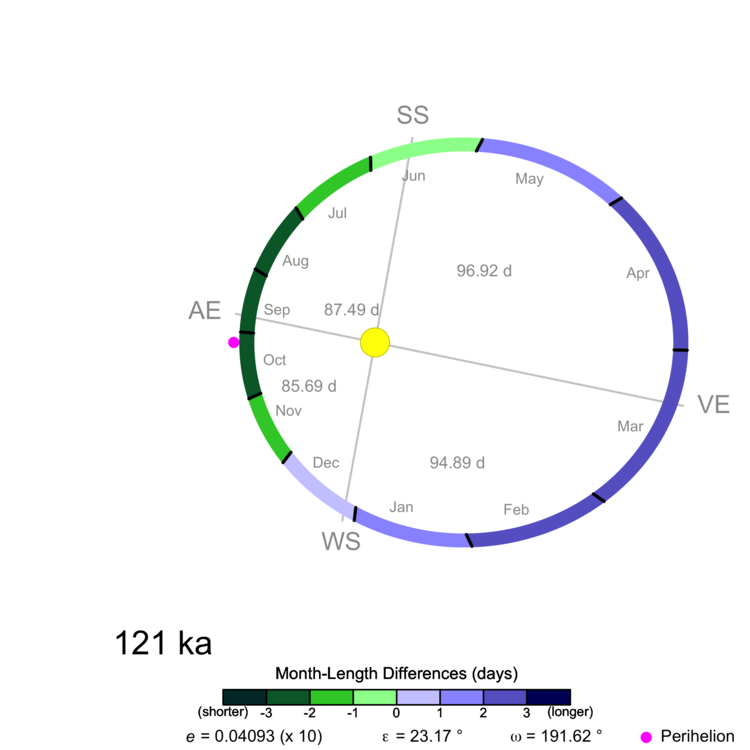 SS
Jun
May
Jul
Aug
96.92 d
Apr
AE
Sep
87.49 d
Oct
85.69 d
VE
Nov
Mar
Dec
94.89 d
Jan
Feb
WS
121 ka
Month-Length Differences (days)
(shorter) -3 -2 -1 0 1 2 3 (longer)
e = 0.04093 (x 10) ε = 23.17 ° ω = 191.62 ° Perihelion